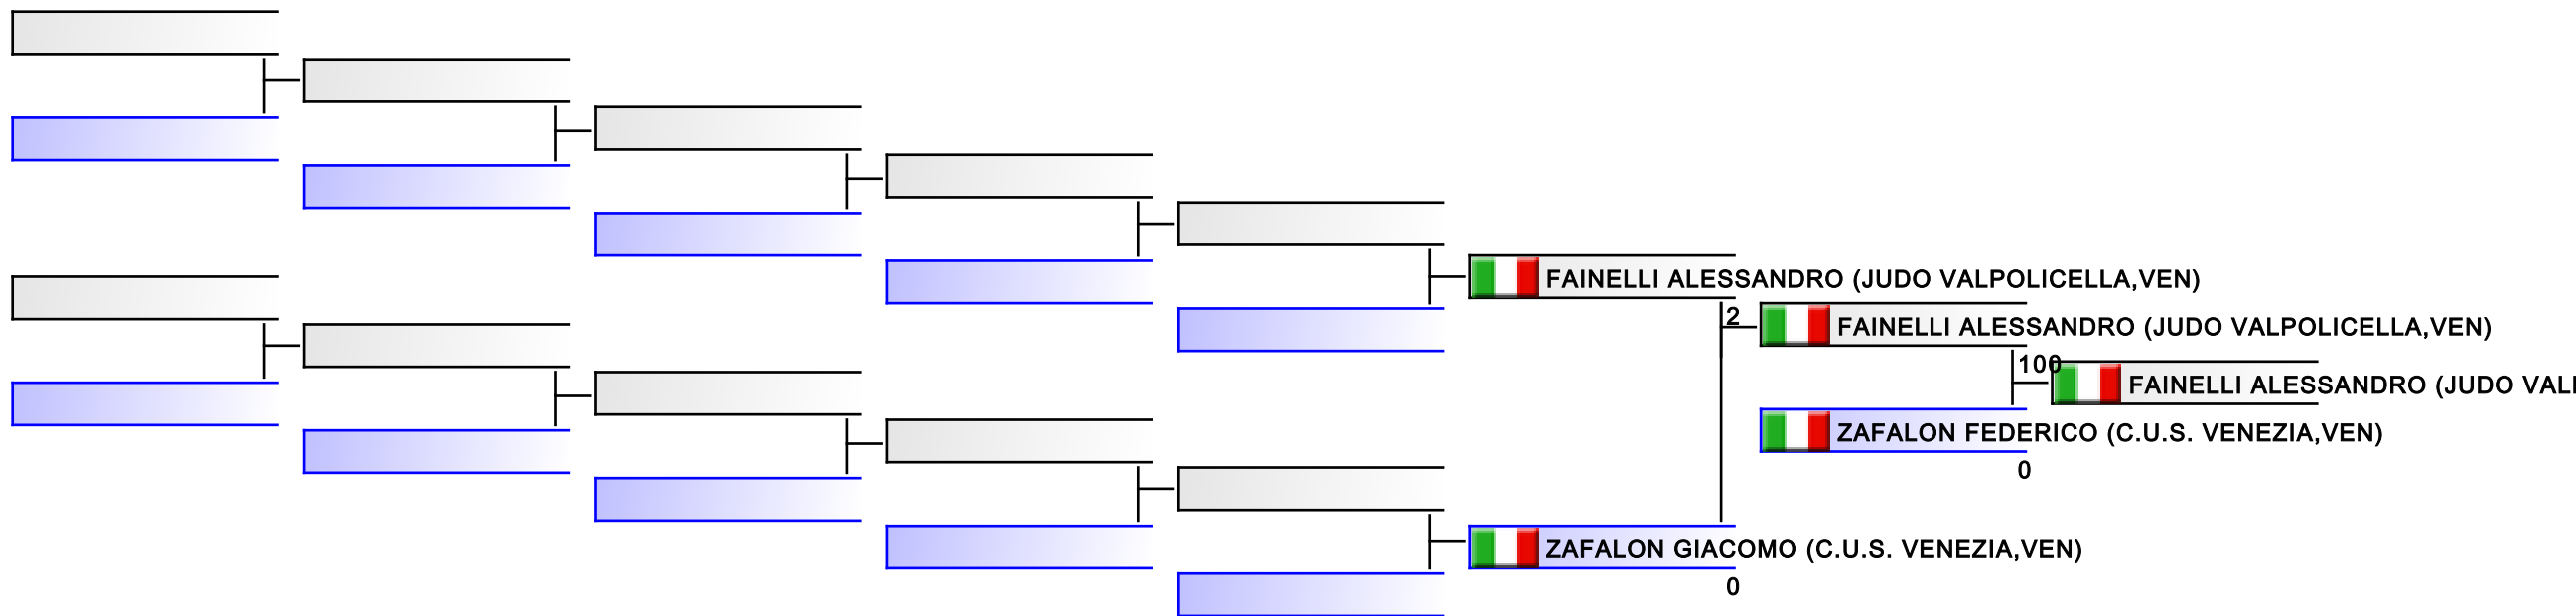 FAINELLI ALESSANDRO (JUDO VALPOLICELLA,VEN)
2
FAINELLI ALESSANDRO (JUDO VALPOLICELLA,VEN)
100
FAINELLI ALESSANDRO (JUDO
ZAFALON FEDERICO (C.U.S. VENEZIA,VEN)
0
ZAFALON GIACOMO (C.U.S. VENEZIA,VEN)
0